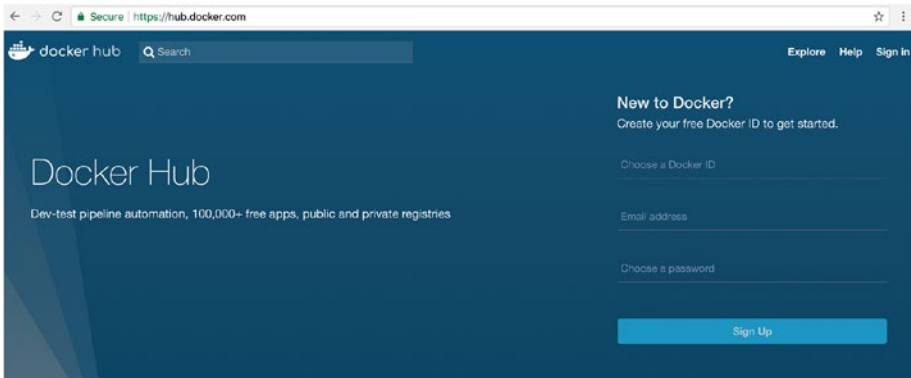 Secure | https://hub.docker.com
docker hub
Search
Explore Help Sign in
New to Docker?
Create your free Docker ID to get started.
Choose a Docker ID
Docker Hub
Dev-test pipeline automation, 100,000+ free apps, public and private registries
Email address
Choose a password
Sign Up